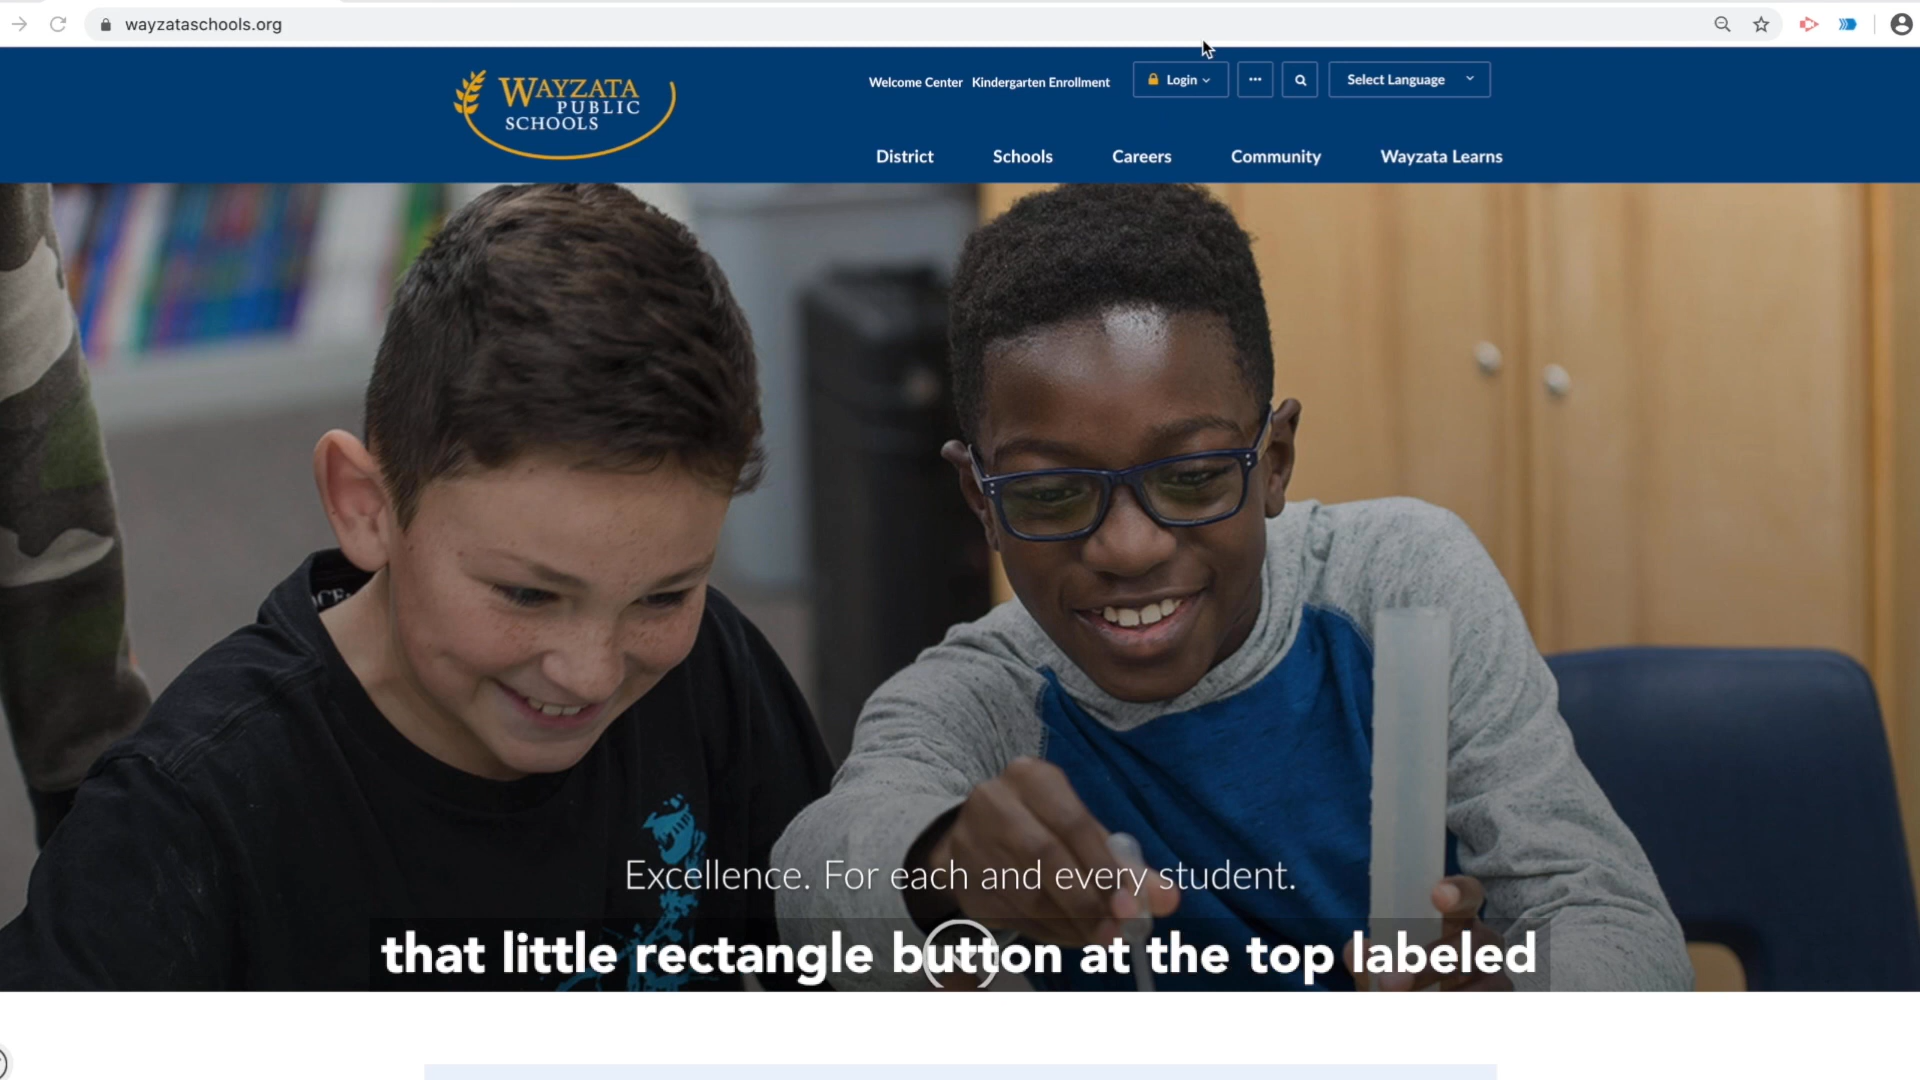 wayzataschools.org
WAYZATA
PUBLIC
SCHOOLS
Welcome Center Kindergarten Enrollment Login Select Language
District Schools Careers Community Wayzata Learns
Excellence. For each and every student.
that little rectangle button at the top labeled